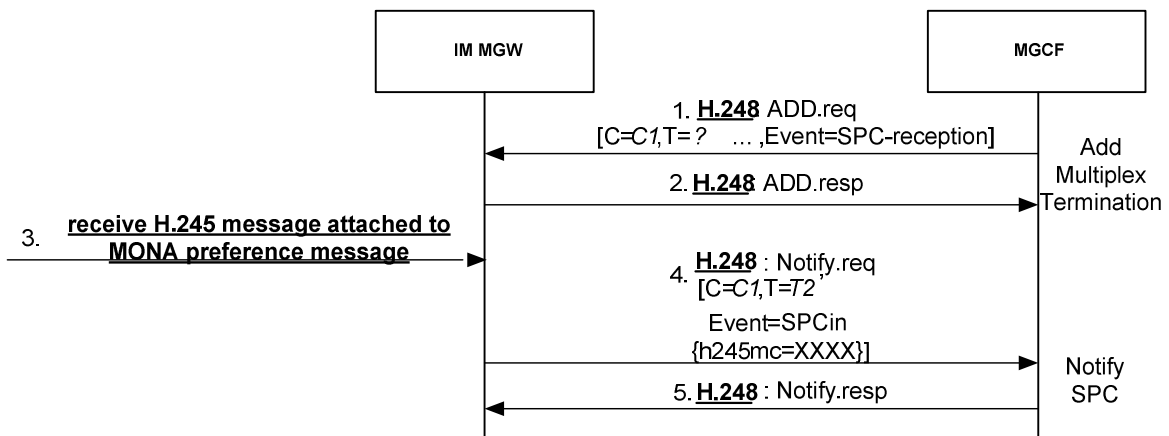 IM MGW
MGCF
1. H.248: ADD.req
[C=C1,T= ? ... ,Event=SPC-reception]
2. H.248: ADD.resp
Add
Multiplex
Termination
3. receive H.245 message attached to
MONA preference message
4. H.248 : Notify.req
[C=C1,T=T2,
Event=SPCin
{h245mc=XXXX}]
Notify
SPC
5. H.248 : Notify.resp